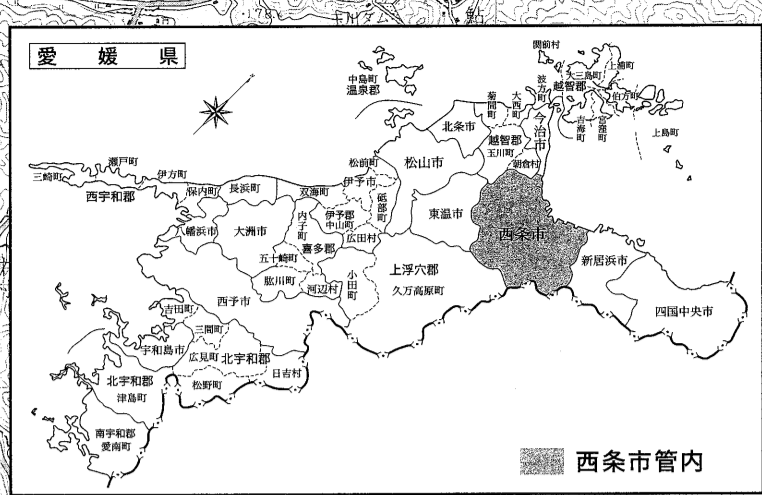 玉川ダム
鮎
愛媛県
関前村
上浦町
大三島町
越智郡
波方町
大西町
菊間町
伯方町
中島町
温泉郡
吉海町
宮窪町
上島町
今治市
北条市
越智郡
玉川町
朝倉村
松山市
松前町
瀬戸町
三崎町
伊方町
西宇和郡
保内町
長浜町
双海町
伊予市
砥部町
東温市
西条市
八幡浜市
大洲市
内子町
伊予郡
中山町
広田村
喜多郡
新居浜市
五十崎町
上浮穴郡
久万高原町
小田町
肱川町
河辺村
西予市
四国中央市
吉田町
三間町
宇和島市
広見町
北宇和郡
日吉村
北宇和郡
津島町
松野町
南宇和郡
愛南町
西条市管内